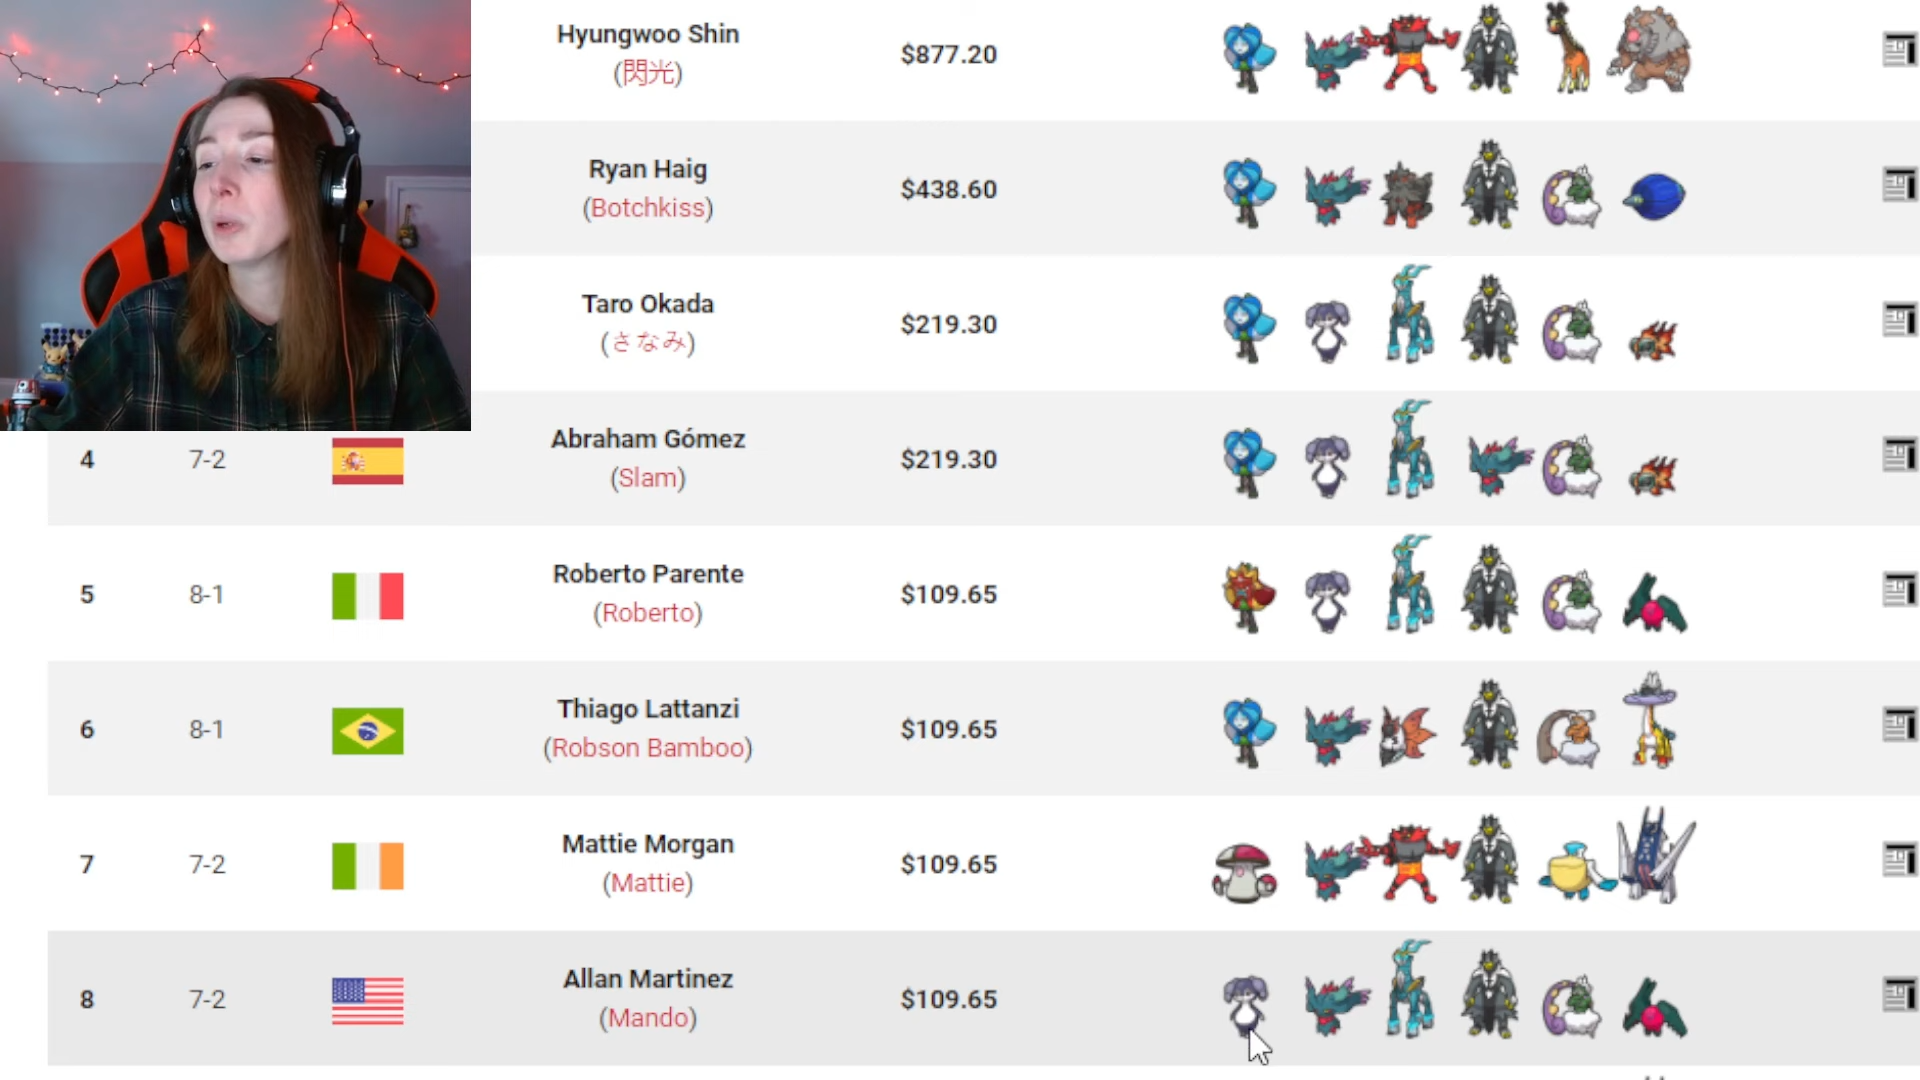 Hyungwoo Shin
(閃光)
$877.20
Ryan Haig
(Botchkiss)
$438.60
Taro Okada
(さなみ)
$219.30
4 7-2 Abraham Gómez
(Slam)
$219.30
5 8-1 Roberto Parente
(Roberto)
$109.65
6 8-1 Thiago Lattanzi
(Robson Bamboo)
$109.65
7 7-2 Mattie Morgan
(Mattie)
$109.65
8 7-2 Allan Martinez
(Mando)
$109.65